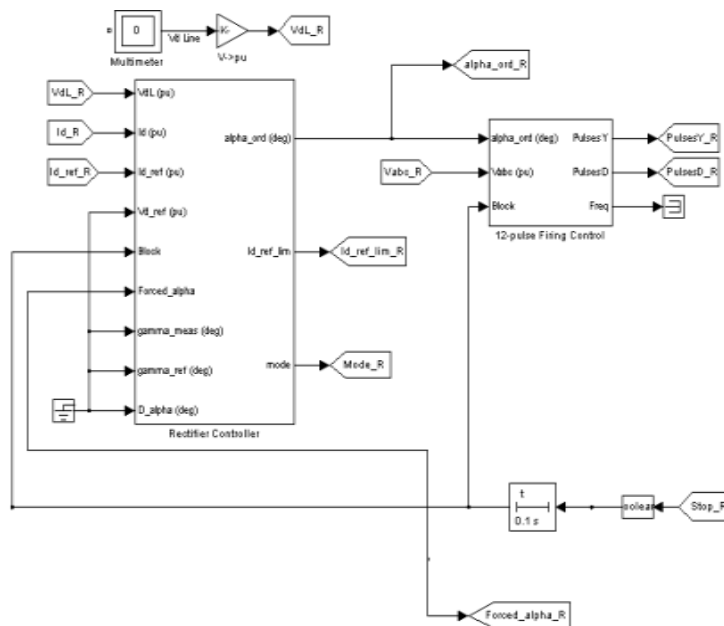 0
Multimeter
Vd Line
-K-
V->pu
VdL_R
VdL_R
Id_R
Id_ref_R
VdL (pu)
Id (pu)
Id_ref (pu)
Vd_ref (pu)
Block
Forced_alpha
gamma_meas (deg)
gamma_ref (deg)
D_alpha (deg)
alpha_ord (deg)
Id_ref_lim
mode
Rectifier Controller
alpha_ord_R
Id_ref_lim_R
Mode_R
Vabc_R
alpha_ord (deg)
Vabc (pu)
Block
PulsesY
PulsesD
Freq
12-pulse Firing Control
PulsesY_R
PulsesD_R
t
0.1 s
oolear
Stop_R
Forced_alpha_R